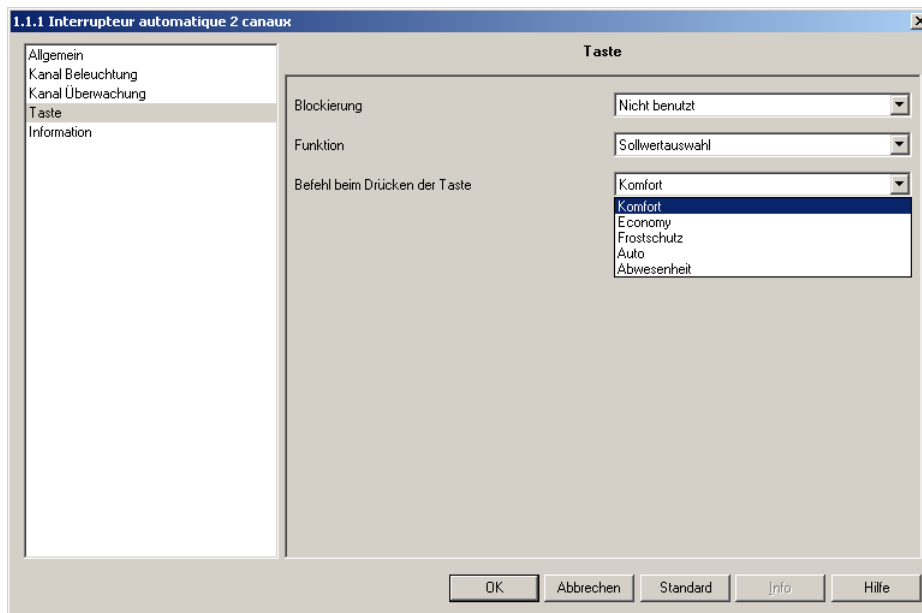 1.1.1 Interrupteur automatique 2 canaux
Allgemein
Kanal Beleuchtung
Kanal Überwachung
Taste
Information
Taste
Blockierung
Nicht benutzt
Funktion
Sollwertauswahl
Befehl beim Drücken der Taste
Komfort
Komfort
Economy
Frostschutz
Auto
Abwesenheit
OK
Abbrechen
Standard
Info
Hilfe